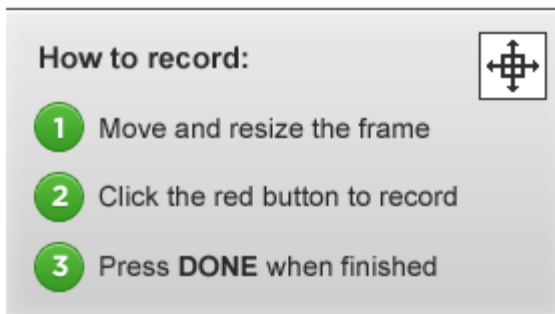 How to record:
1 Move and resize the frame
2 Click the red button to record
3 Press DONE when finished